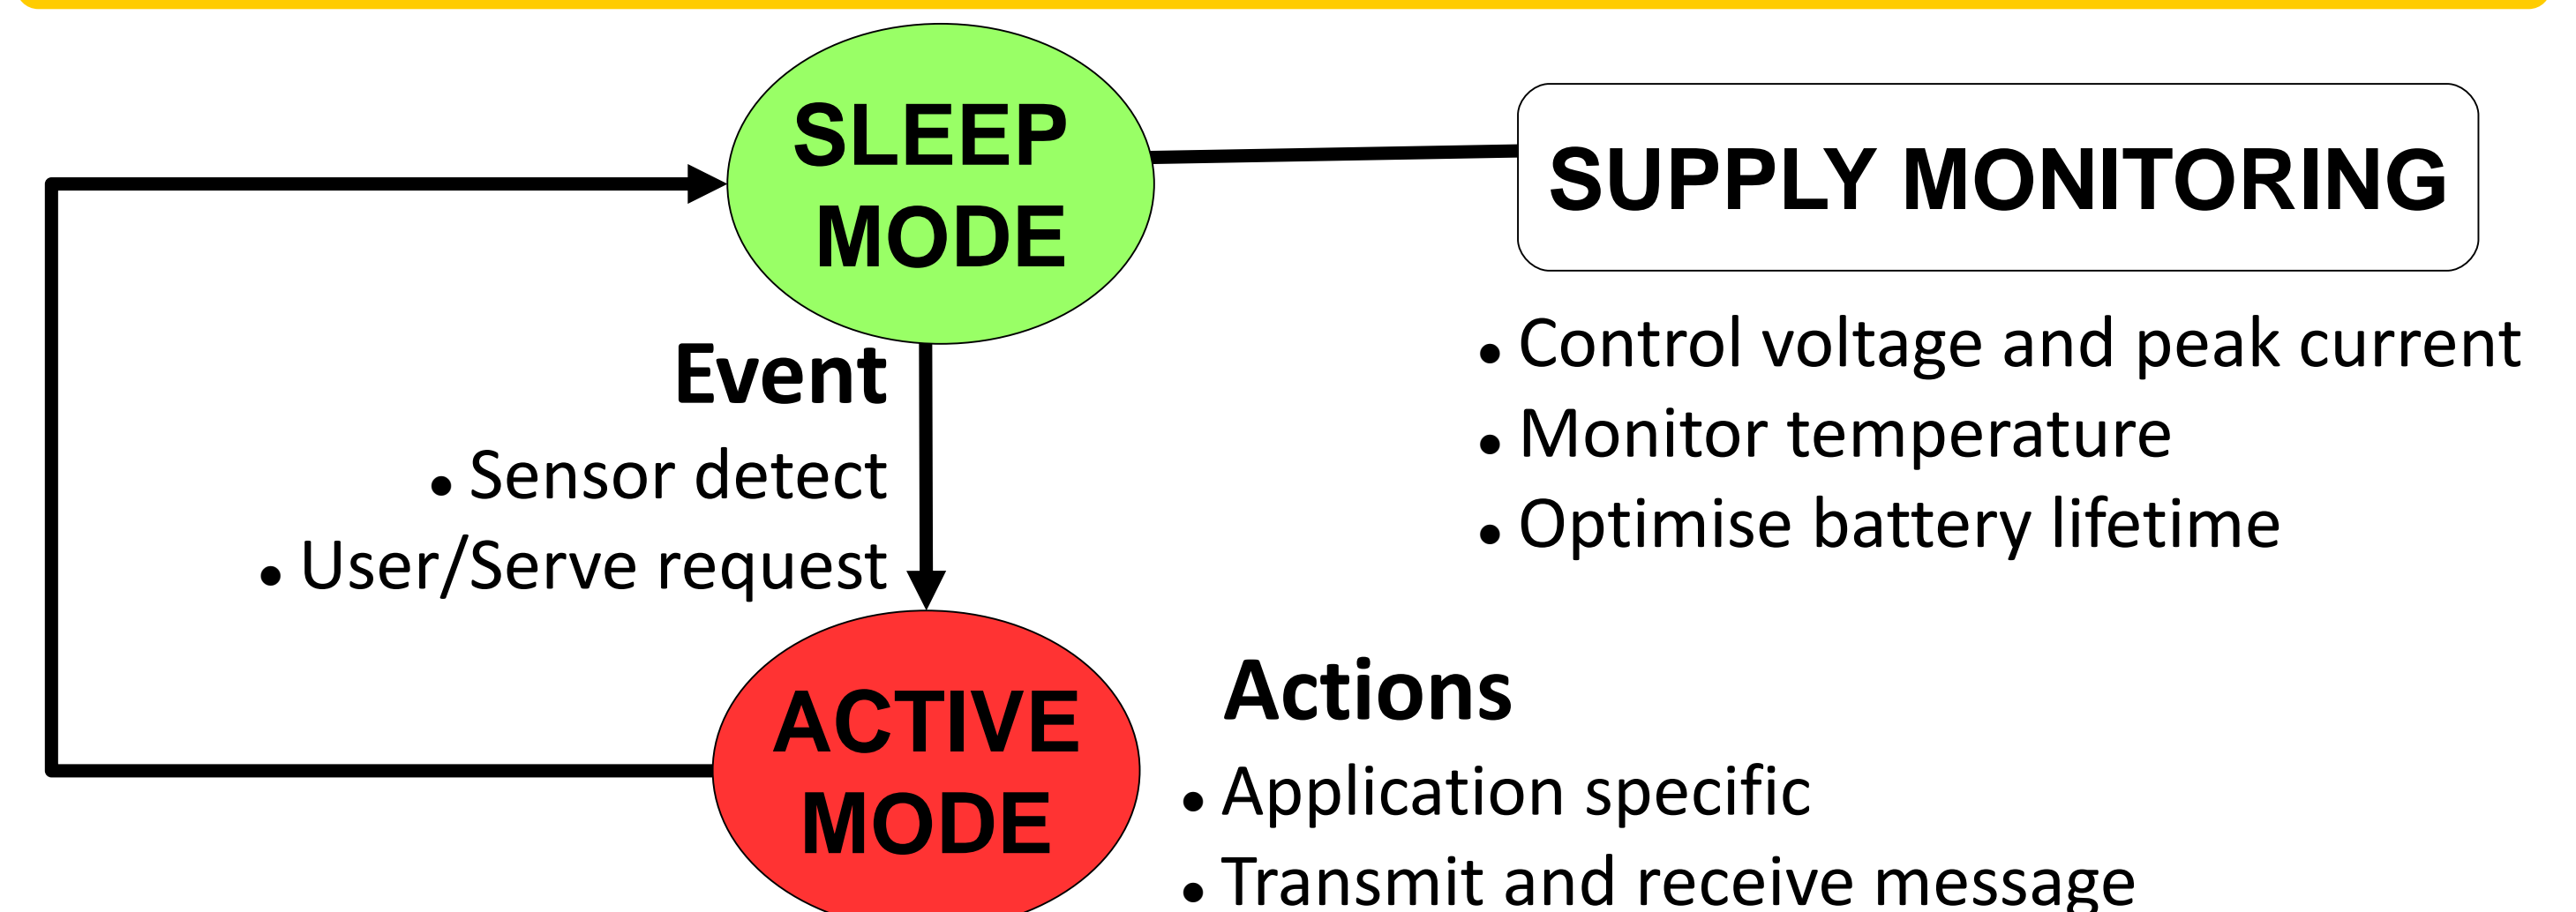 SLEEP
MODE
SUPPLY MONITORING
• Control voltage and peak current
• Monitor temperature
• Optimise battery lifetime
Event
• Sensor detect
• User/Serve request
ACTIVE
MODE
Actions
• Application specific
• Transmit and receive message